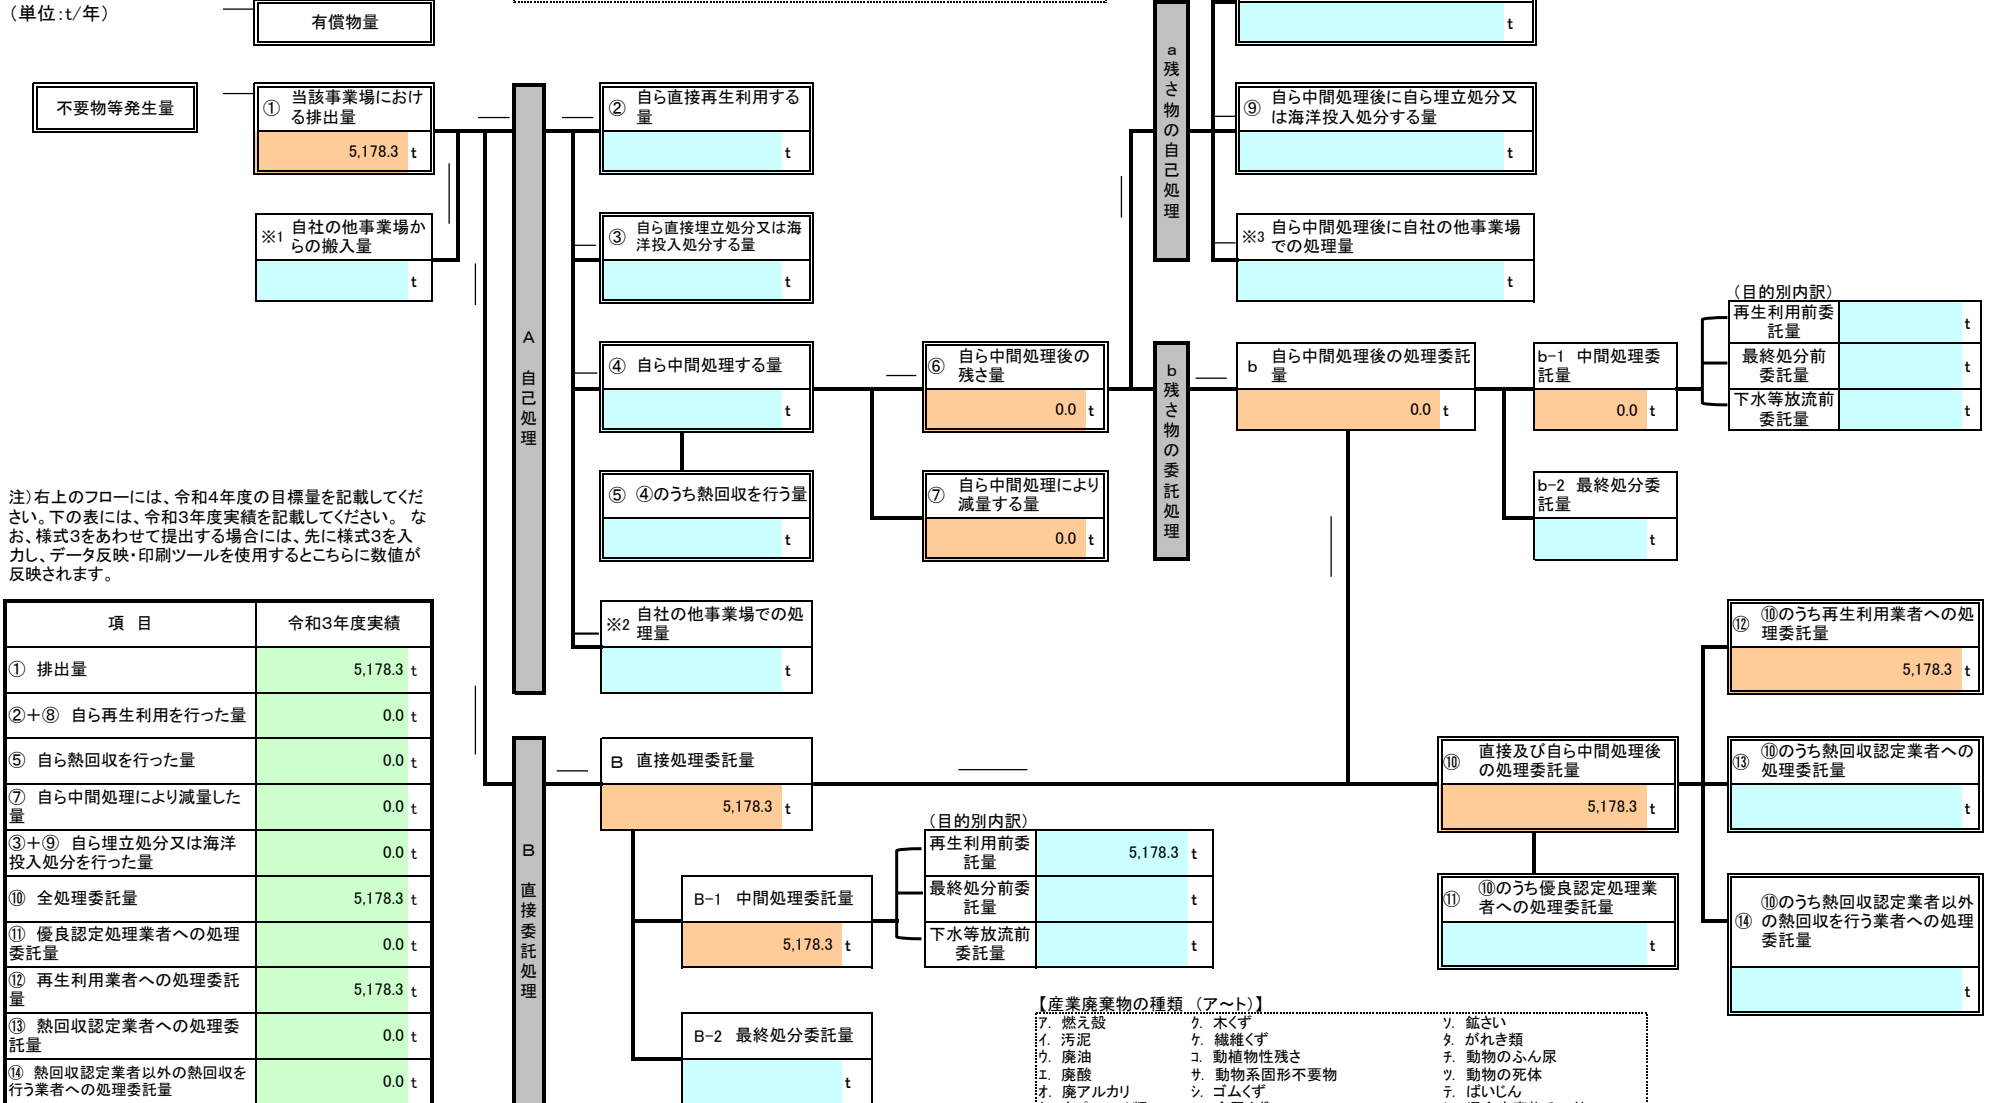 （単位：t/年）
有償物量
t
不要物等発生量
① 当該事業場におけ
る排出量
5,178.3 t
※1 自社の他事業場か
らの搬入量
t
A 自己処理
② 自ら直接再生利用する
量
t
③ 自ら直接埋立処分又は海
洋投入処分する量
t
④ 自ら中間処理する量
t
⑤ ④のうち熱回収を行う量
t
※2 自社の他事業場での処
理量
t
⑥ 自ら中間処理後の
残さ量
0.0 t
⑦ 自ら中間処理により
減量する量
0.0 t
a 残さ物の自己処理
⑨ 自ら中間処理後に自ら埋立処分又
は海洋投入処分する量
t
※3 自ら中間処理後に自社の他事業場
での処理量
t
b 残さ物の委託処理
b 自ら中間処理後の処理委託
量
0.0 t
b-1 中間処理委
託量
0.0 t
b-2 最終処分委
託量
t
（目的別内訳）
再生利用前委
託量
t
最終処分前
委託量
t
下水等放流前
委託量
t
注）右上のフローには、令和４年度の目標量を記載してくだ
さい。下の表には、令和３年度実績を記載してください。 な
お、様式３をあわせて提出する場合には、先に様式３を入
力し、データ反映・印刷ツールを使用するとこちらに数値が
反映されます。
項 目 令和３年度実績
① 排出量 5,178.3 t
②＋⑧ 自ら再生利用を行った量 0.0 t
⑤ 自ら熱回収を行った量 0.0 t
⑦ 自ら中間処理により減量した
量 0.0 t
③＋⑨ 自ら埋立処分又は海洋
投入処分を行った量 0.0 t
⑩ 全処理委託量 5,178.3 t
⑪ 優良認定処理業者への処理
委託量 0.0 t
⑫ 再生利用業者への処理委託
量 5,178.3 t
⑬ 熱回収認定業者への処理委
託量 0.0 t
⑭ 熱回収認定業者以外の熱回収を
行う業者への処理委託量 0.0 t
B 直接委託処理
B 直接処理委託量
5,178.3 t
B-1 中間処理委託量
5,178.3 t
B-2 最終処分委託量
t
（目的別内訳）
再生利用前委
託量
5,178.3 t
最終処分前委
託量
t
下水等放流前
委託量
t
⑩ 直接及び自ら中間処理後
の処理委託量
5,178.3 t
⑪ ⑩のうち優良認定処理業
者への処理委託量
t
⑫ ⑩のうち再生利用業者への処
理委託量
5,178.3 t
⑬ ⑩のうち熱回収認定業者への
処理委託量
t
⑭ ⑩のうち熱回収認定業者以外
の熱回収を行う業者への処理
委託量
t
【産業廃棄物の種類 （ア～ト）】
ｱ. 燃え殻 ｸ. 木くず ｿ. 鉱さい
ｲ. 汚泥 ｹ. 繊維くず ﾀ. がれき類
ｳ. 廃油 ｺ. 動植物性残さ ﾁ. 動物のふん尿
ｴ. 廃酸 ｻ. 動物系固形不要物 ﾂ. 動物の死体
ｵ. 廃アルカリ ｼ. ゴムくず ﾃ. ばいじん